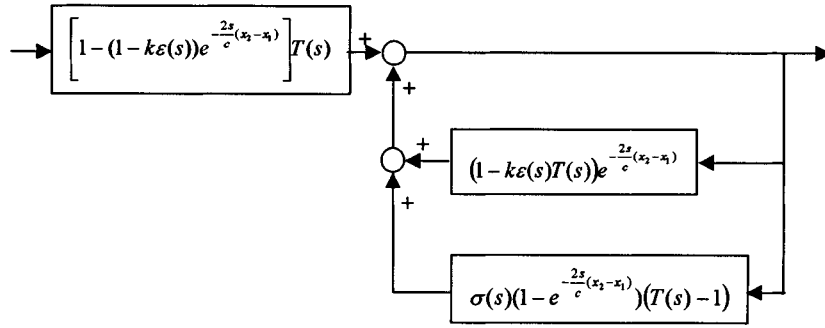 [1-(1-kε(s))e^{-\frac{2s}{c}(x_2-x_1)}]T(s)
+
+
+
(1-kε(s)T(s))e^{-\frac{2s}{c}(x_2-x_1)}
+
σ(s)(1-e^{-\frac{2s}{c}(x_2-x_1)})(T(s)-1)